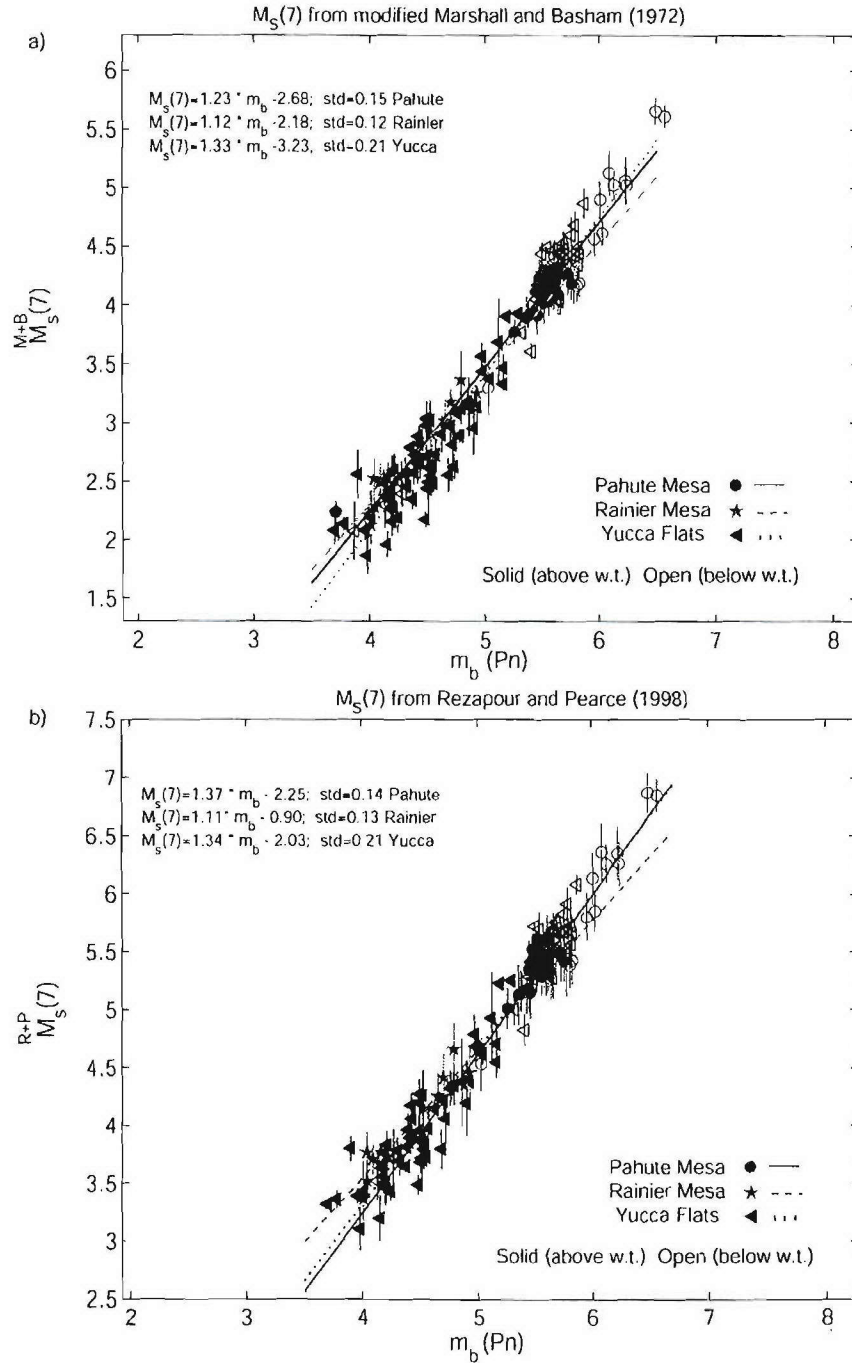 M_S(7) from modified Marshall and Basham (1972)
a)
M_s(7)=1.23 * m_b -2.68; std=0.15 Pahute
M_s(7)=1.12 * m_b -2.18; std=0.12 Rainier
M_s(7)=1.33 * m_b -3.23; std=0.21 Yucca
6
5.5
5
4.5
4
3.5
3
2.5
2
1.5
M+B M_s(7)
Pahute Mesa
Rainier Mesa
Yucca Flats
Solid (above w.t.) Open (below w.t.)
2 3 4 5 6 7 8
m_b (Pn)
M_S(7) from Rezapour and Pearce (1998)
b)
M_s(7)=1.37 * m_b - 2.25; std=0.14 Pahute
M_s(7)=1.11 * m_b - 0.90; std=0.13 Rainier
M_s(7)=1.34 * m_b - 2.03; std=0.21 Yucca
7.5
7
6.5
6
5.5
5
4.5
4
3.5
3
2.5
R+P M_s(7)
Pahute Mesa
Rainier Mesa
Yucca Flats
Solid (above w.t.) Open (below w.t.)
2 3 4 5 6 7 8
m_b (Pn)